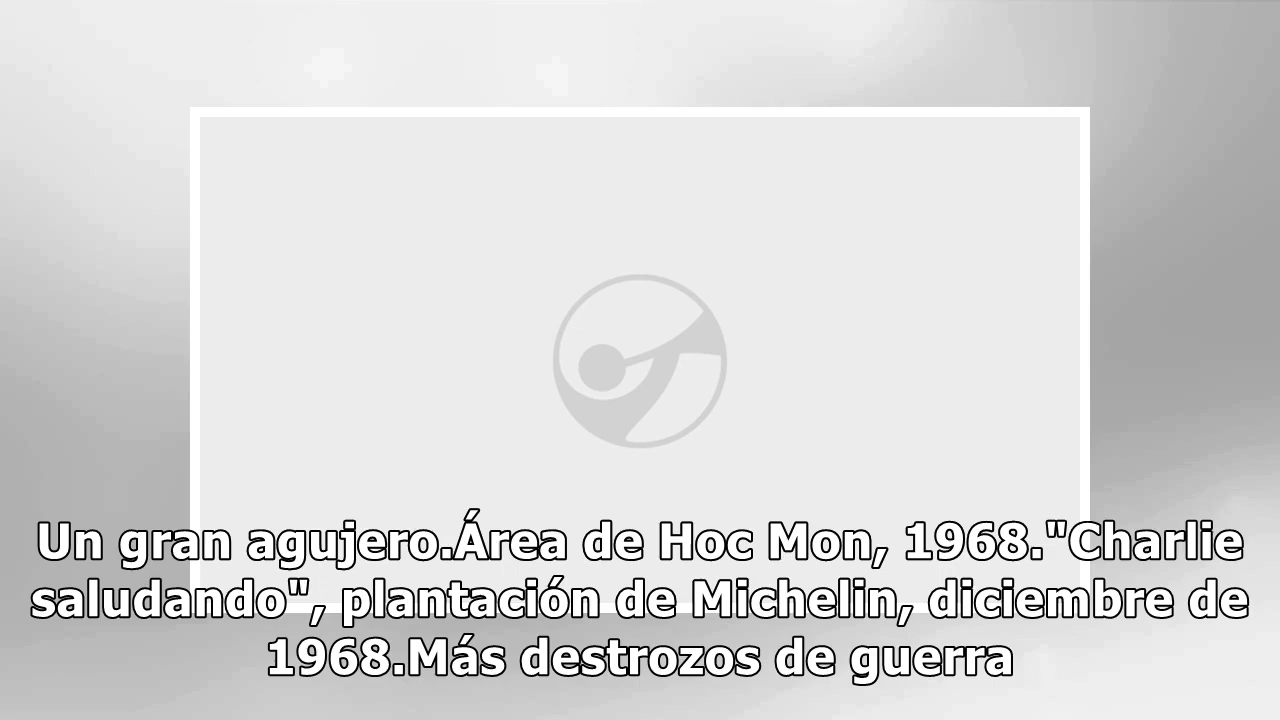 Un gran agujero.Área de Hoc Mon, 1968."Charlie
saludando", plantación de Michelin, diciembre de
1968.Más destrozos de guerra